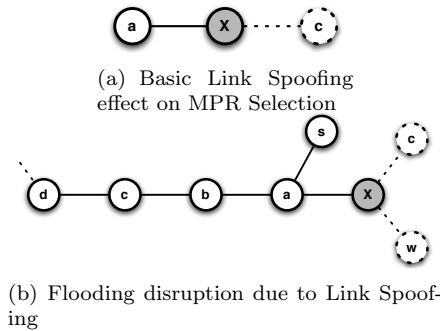 a X c
(a) Basic Link Spoofing
effect on MPR Selection
s
c
d c b a X
w
(b) Flooding disruption due to Link Spoof-
ing